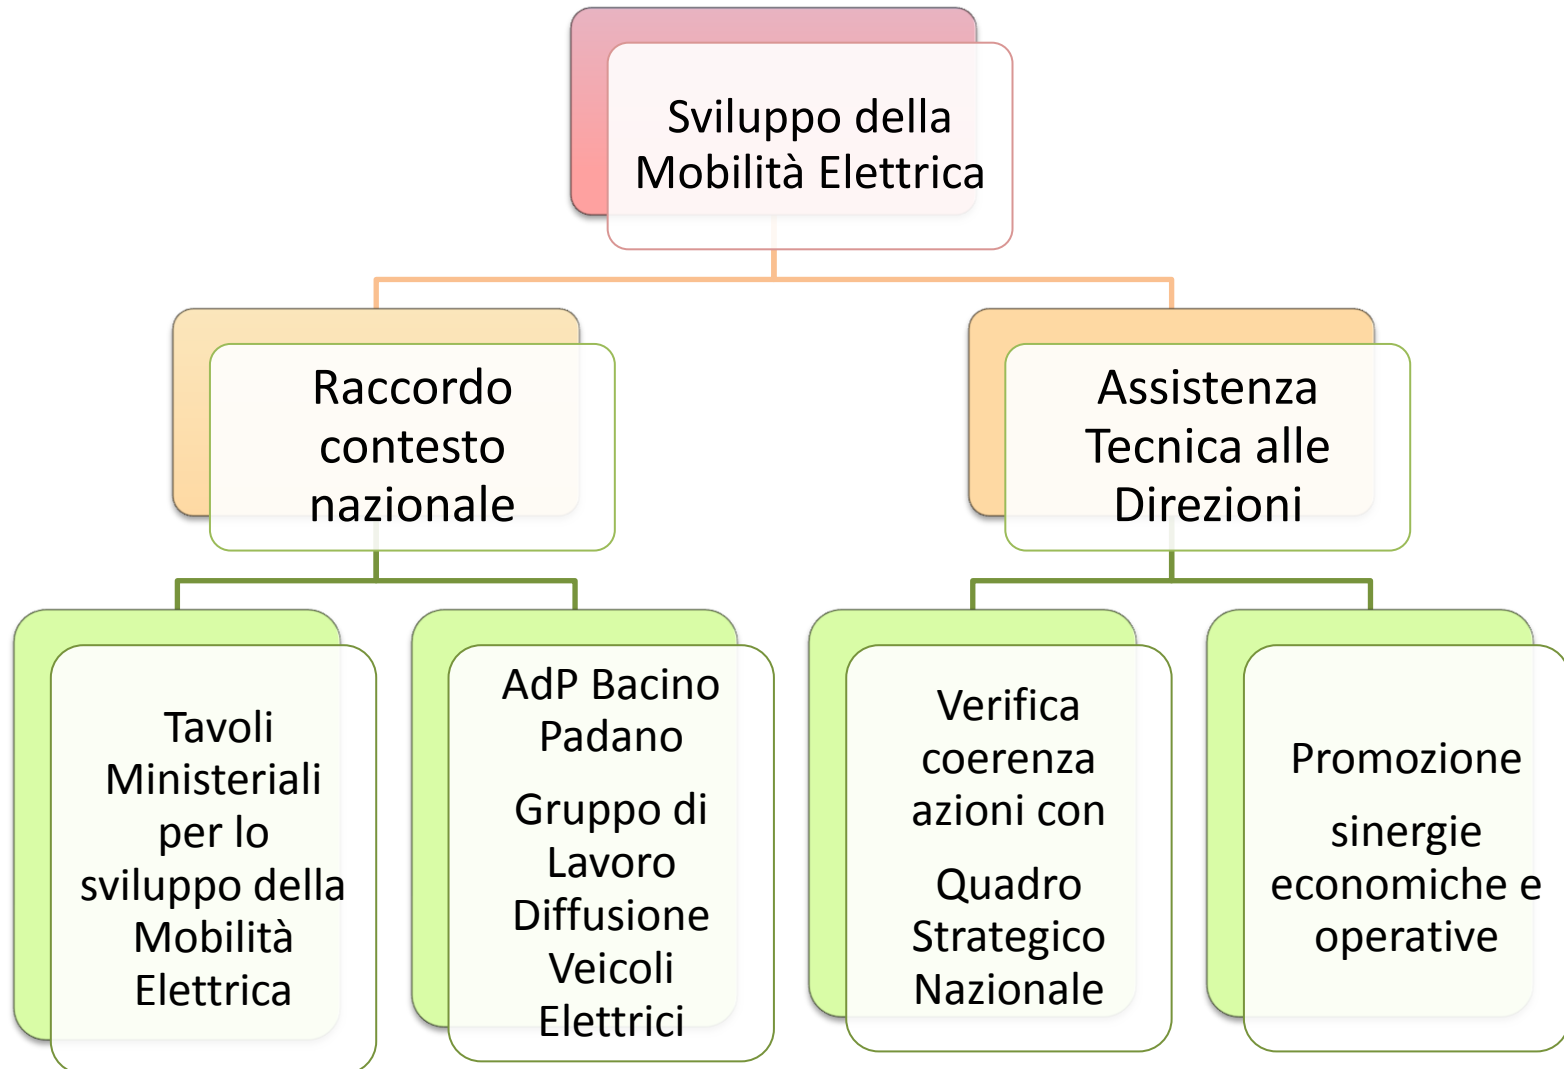 Sviluppo della
Mobilità Elettrica
Raccordo
contesto
nazionale
Assistenza
Tecnica alle
Direzioni
Tavoli
Ministeriali
per lo
sviluppo della
Mobilità
Elettrica
AdP Bacino
Padano
Gruppo di
Lavoro
Diffusione
Veicoli
Elettrici
Verifica
coerenza
azioni con
Quadro
Strategico
Nazionale
Promozione
sinergie
economiche e
operative